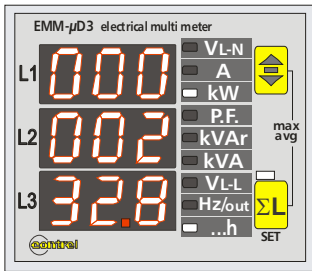 EMM-µD3 electrical multi meter
L1 000 VL-N
A
kW
L2 002 P.F.
kVAr
kVA
max
avg
L3 32.8 VL-L
Hz/out
...h
ΣL
SET
contrel